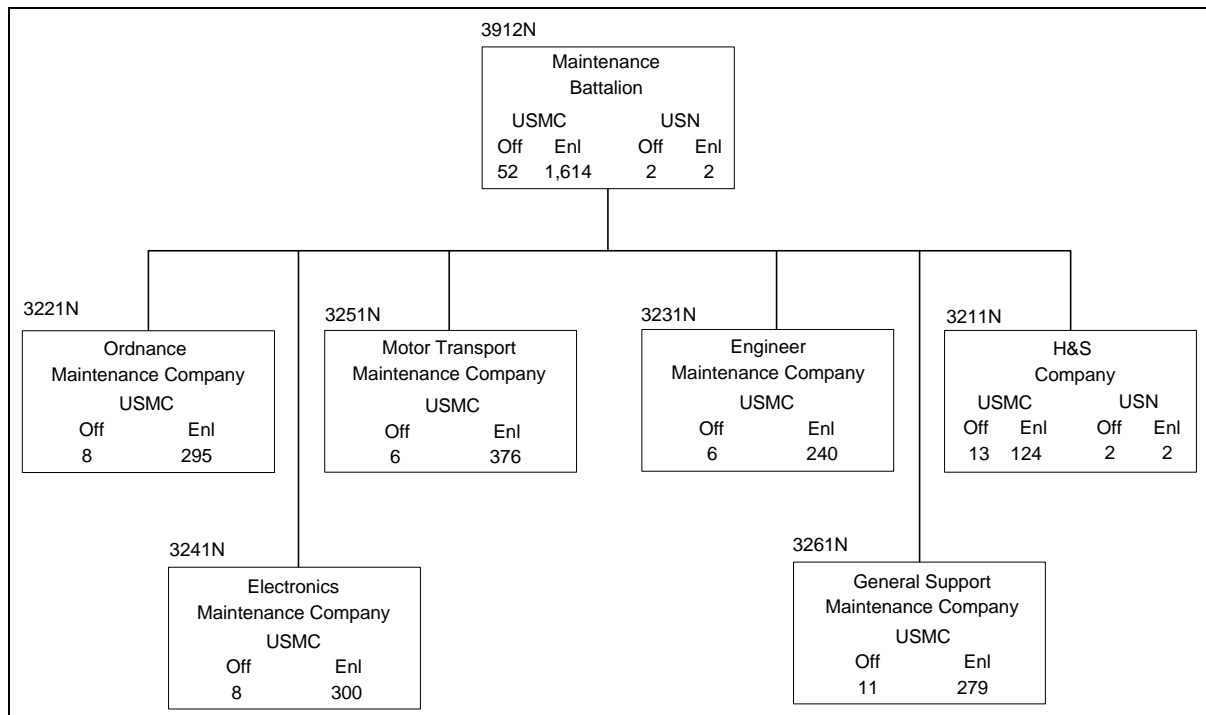 3912N
Maintenance
Battalion
USMC USN
Off Enl Off Enl
52 1,614 2 2
3221N
Ordnance
Maintenance Company
USMC
Off Enl
8 295
3251N
Motor Transport
Maintenance Company
USMC
Off Enl
6 376
3231N
Engineer
Maintenance Company
USMC
Off Enl
6 240
3211N
H&S
Company
USMC USN
Off Enl Off Enl
13 124 2 2
3241N
Electronics
Maintenance Company
USMC
Off Enl
8 300
3261N
General Support
Maintenance Company
USMC
Off Enl
11 279